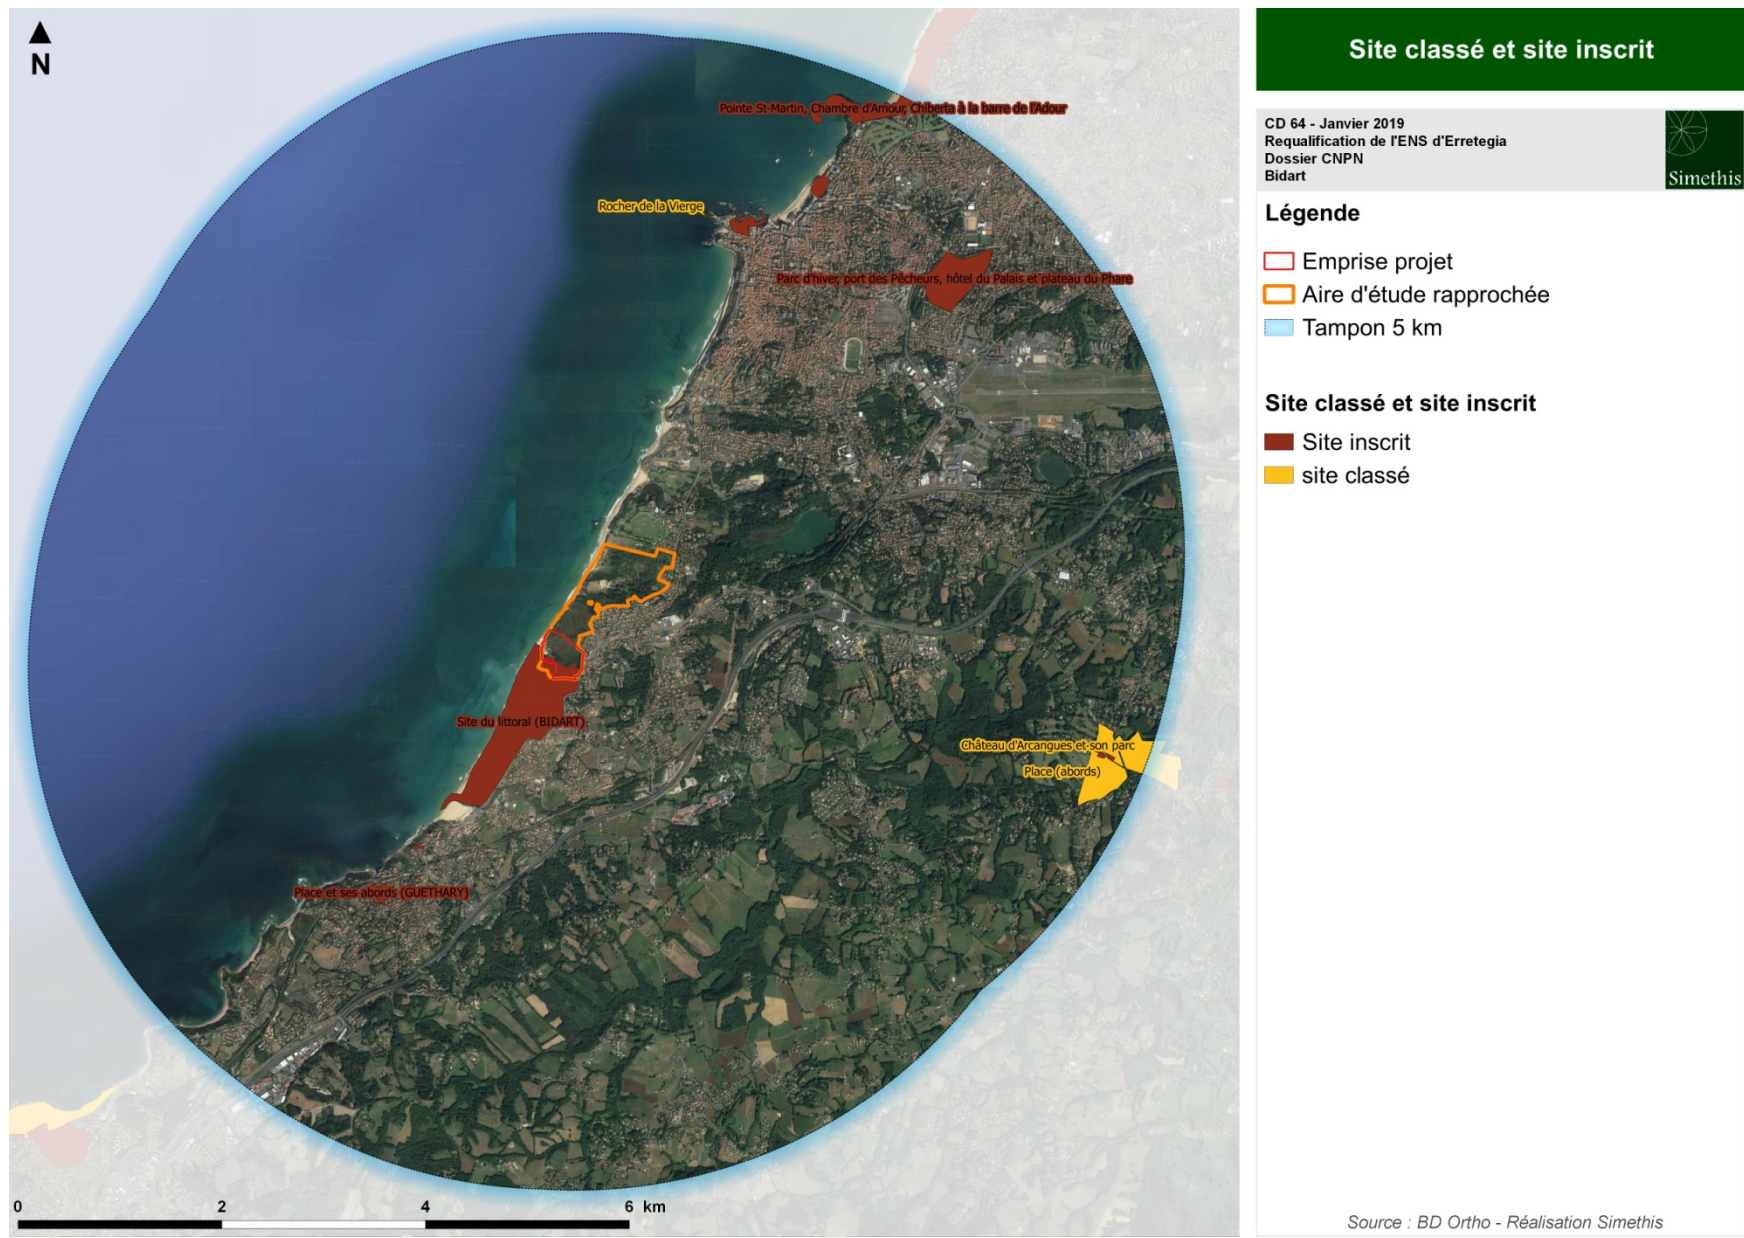 N
Pointe St-Martin, Chambre d'Amour, Chiberta à la barre de l'Adour
Rocher de la Vierge
Parc d'hiver, port des Pêcheurs, hôtel du Palais et plateau du Phare
Site du littoral (BIDART)
Château d'Arcangues et son parc
Place (abords)
Place et ses abords (GUETHARY)
0 2 4 6 km
Site classé et site inscrit
CD 64 - Janvier 2019
Requalification de l'ENS d'Erretegia
Dossier CNPN
Bidart
Simethis
Légende
Emprise projet
Aire d'étude rapprochée
Tampon 5 km
Site classé et site inscrit
Site inscrit
site classé
Source : BD Ortho - Réalisation Simethis